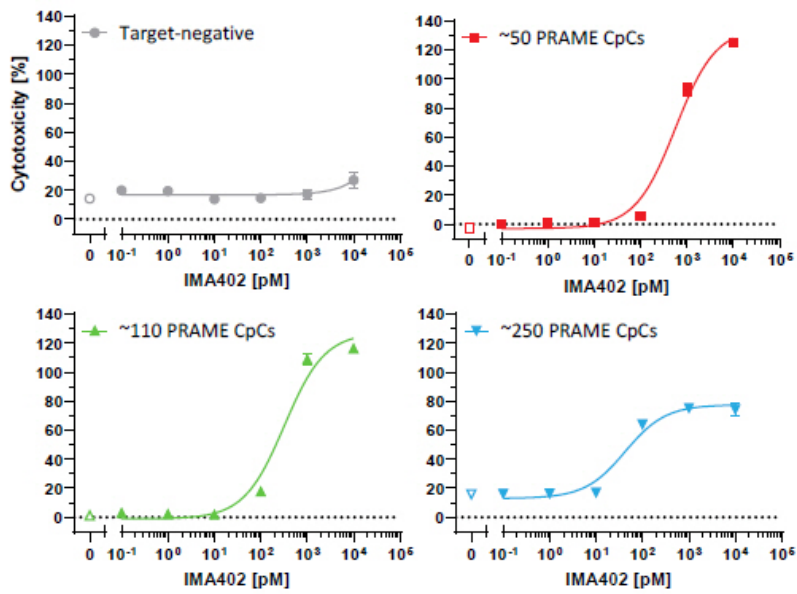 140
120
100
80
60
40
20
0
Cytotoxicity [%]
Target-negative
0 10⁻¹ 10⁰ 10¹ 10² 10³ 10⁴ 10⁵ 10⁶
IMA402 [pM]
140
120
100
80
60
40
20
0
~50 PRAME CpCs
0 10⁻¹ 10⁰ 10¹ 10² 10³ 10⁴ 10⁵ 10⁶
IMA402 [pM]
140
120
100
80
60
40
20
0
~110 PRAME CpCs
0 10⁻¹ 10⁰ 10¹ 10² 10³ 10⁴ 10⁵ 10⁶
IMA402 [pM]
140
120
100
80
60
40
20
0
~250 PRAME CpCs
0 10⁻¹ 10⁰ 10¹ 10² 10³ 10⁴ 10⁵ 10⁶
IMA402 [pM]